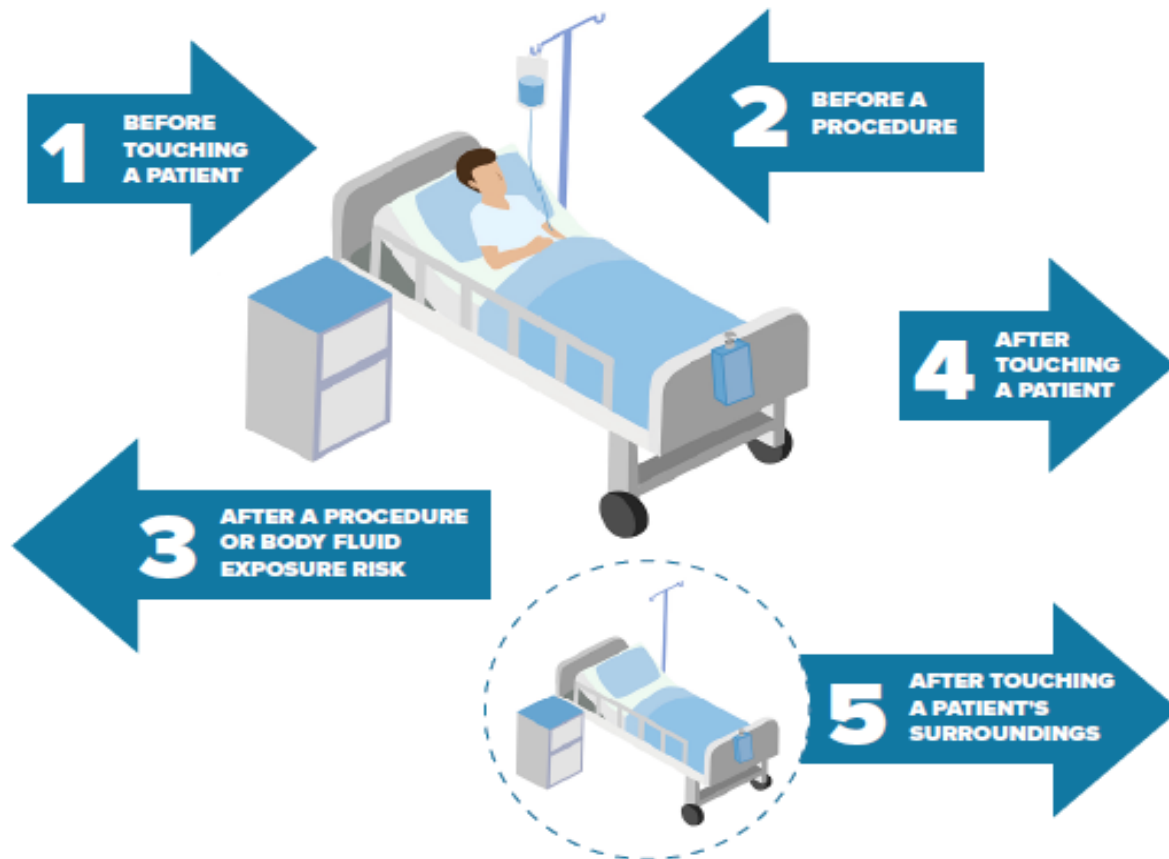 1
BEFORE
TOUCHING
A PATIENT
2
BEFORE A
PROCEDURE
3
AFTER A PROCEDURE
OR BODY FLUID
EXPOSURE RISK
4
AFTER
TOUCHING
A PATIENT
5
AFTER TOUCHING
A PATIENT'S
SURROUNDINGS